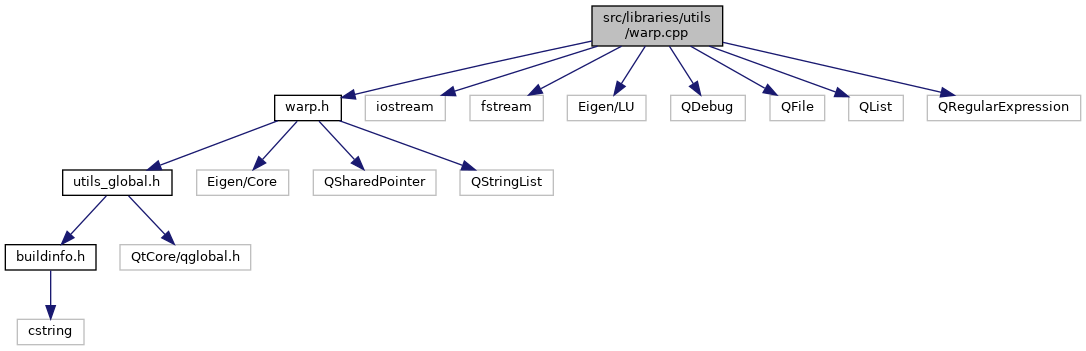 src/libraries/utils
/warp.cpp
warp.h
iostream
fstream
Eigen/LU
QDebug
QFile
QList
QRegularExpression
utils_global.h
Eigen/Core
QSharedPointer
QStringList
buildinfo.h
QtCore/qglobal.h
cstring